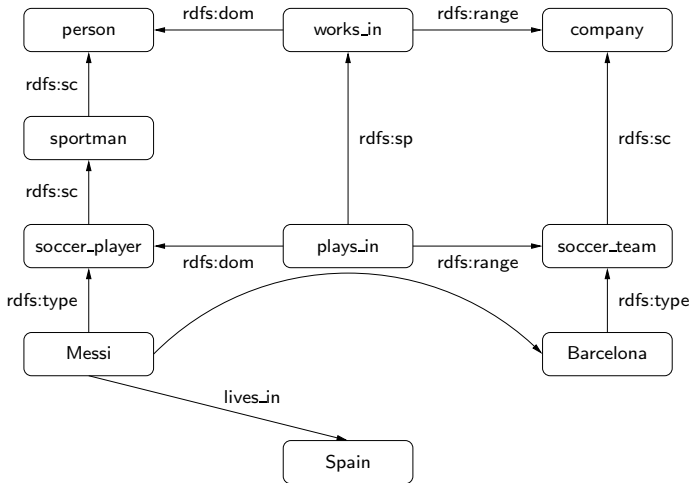 person
rdfs:dom
works_in
rdfs:range
company
rdfs:sc
sportman
rdfs:sp
rdfs:sc
rdfs:sc
soccer_player
rdfs:dom
plays_in
rdfs:range
soccer_team
rdfs:type
rdfs:type
Messi
Barcelona
lives_in
Spain